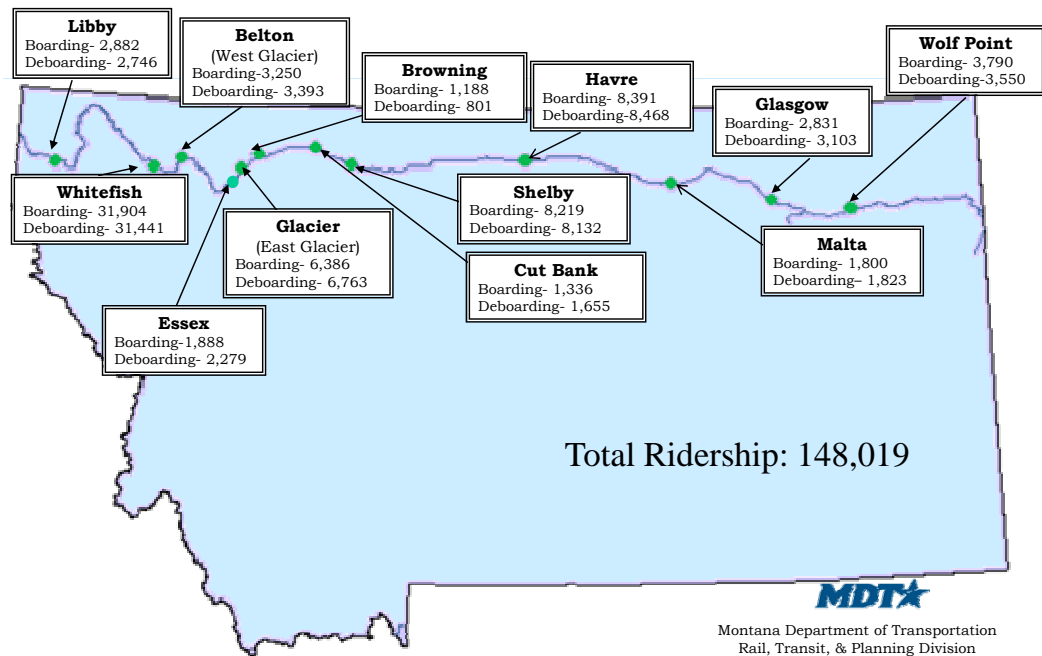 Libby
Boarding- 2,882
Deboarding- 2,746
Belton
(West Glacier)
Boarding-3,250
Deboarding- 3,393
Browning
Boarding- 1,188
Deboarding- 801
Havre
Boarding- 8,391
Deboarding-8,468
Glasgow
Boarding- 2,831
Deboarding- 3,103
Wolf Point
Boarding- 3,790
Deboarding-3,550
Whitefish
Boarding- 31,904
Deboarding- 31,441
Glacier
(East Glacier)
Boarding- 6,386
Deboarding- 6,763
Shelby
Boarding- 8,219
Deboarding- 8,132
Cut Bank
Boarding- 1,336
Deboarding- 1,655
Malta
Boarding- 1,800
Deboarding– 1,823
Essex
Boarding-1,888
Deboarding- 2,279
Total Ridership: 148,019
MDT
Montana Department of Transportation
Rail, Transit, & Planning Division